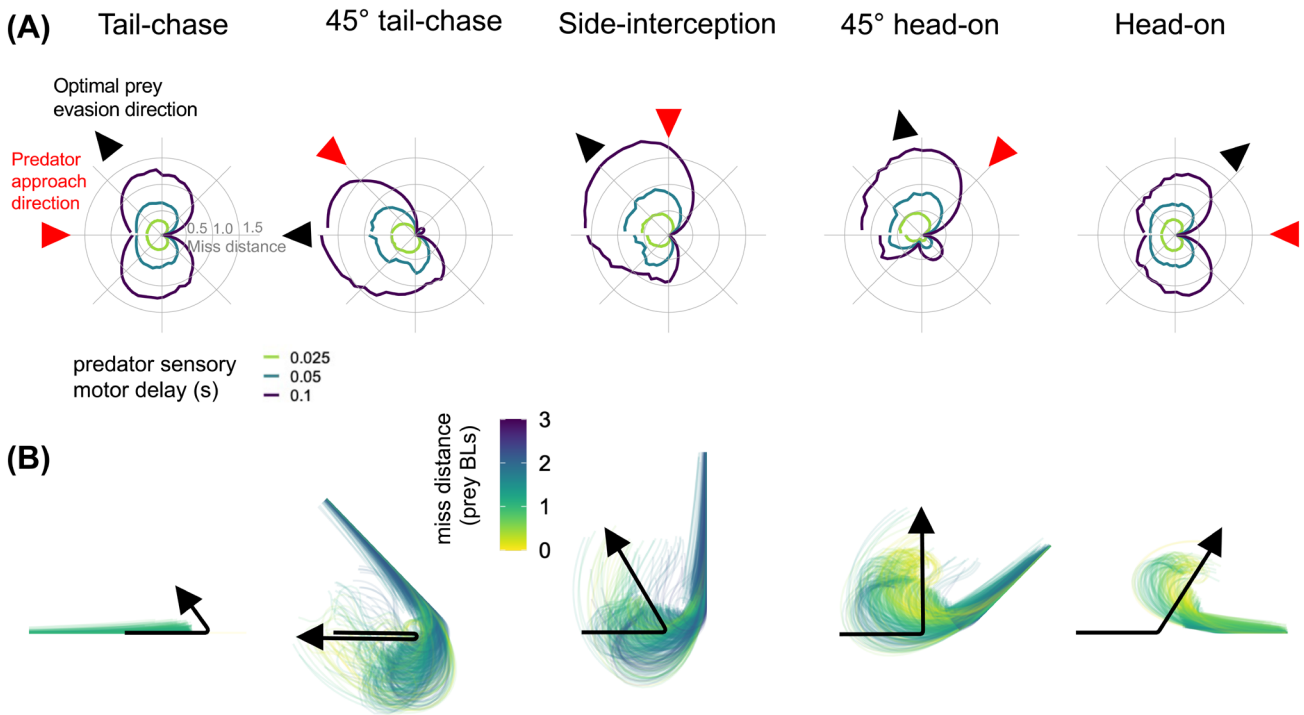 (A)
Tail-chase
45° tail-chase
Side-interception
45° head-on
Head-on
Optimal prey
evasion direction
Predator
approach
direction
0.5 1.0 1.5
Miss distance
predator sensory
motor delay (s)
0.025
0.05
0.1
(B)
miss distance
(prey BLs)
3
2
1
0